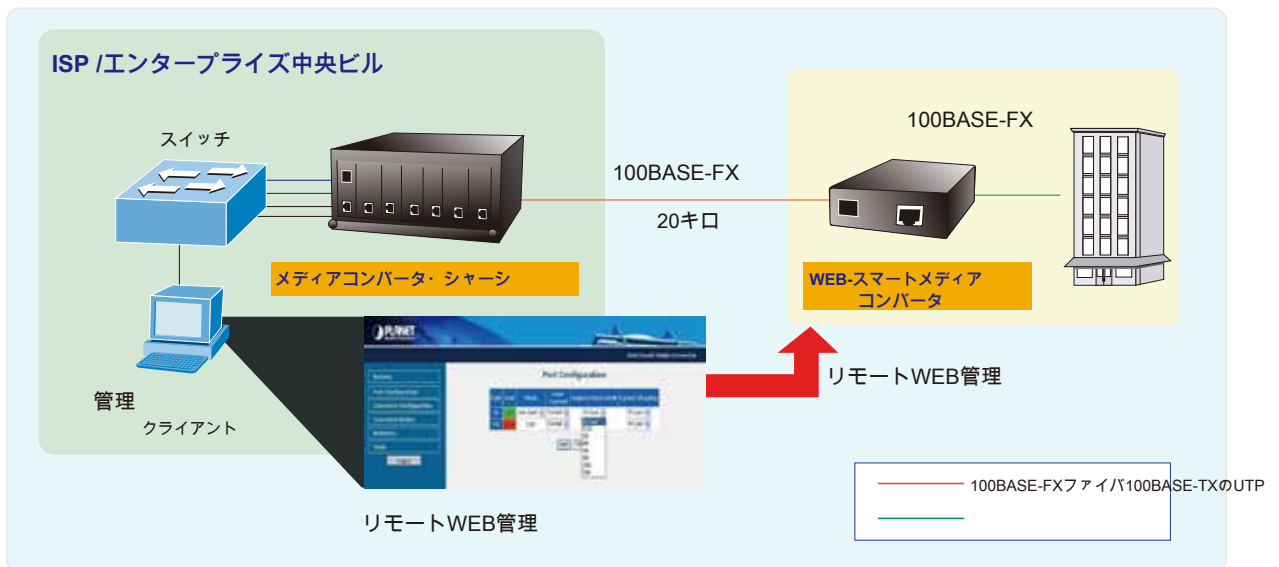 ISP /エンタープライズ中央ビル
スイッチ
100BASE-FX
20キロ
100BASE-FX
メディアコンバータ・シャーシ
WEB-スマートメディア
コンバータ
PLANET
Port Configuration
リモートWEB管理
管理
クライアント
リモートWEB管理
100BASE-FXファイバ100BASE-TXのUTP